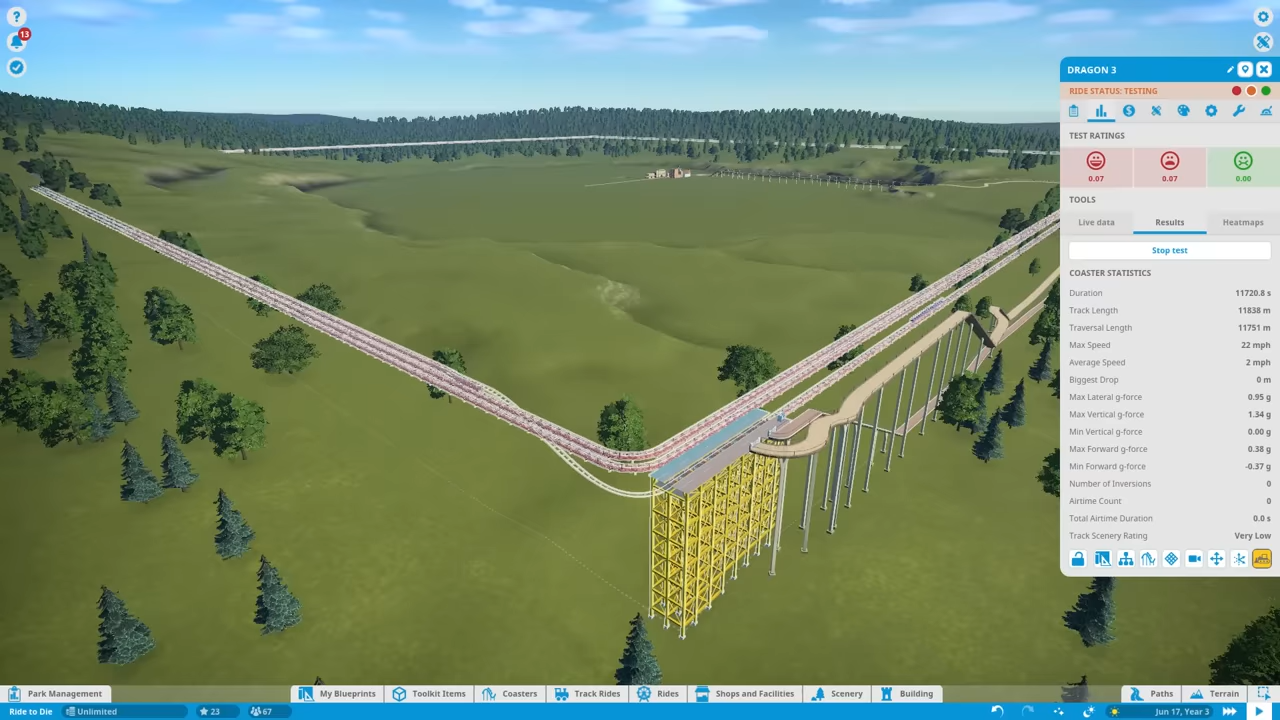 ?
13
DRAGON 3
RIDE STATUS: TESTING
TEST RATINGS
0.07 0.07 0.00
TOOLS
Live data Results Heatmaps
Stop test
COASTER STATISTICS
Duration 11720.8 s
Track Length 11838 m
Traversal Length 11751 m
Max Speed 22 mph
Average Speed 2 mph
Biggest Drop 0 m
Max Lateral g-force 0.95 g
Max Vertical g-force 1.34 g
Min Vertical g-force 0.00 g
Max Forward g-force 0.38 g
Min Forward g-force -0.37 g
Number of Inversions 0
Airtime Count 0
Total Airtime Duration 0.0 s
Track Scenery Rating Very Low
Park Management My Blueprints Toolkit Items Coasters Track Rides Rides Shops and Facilities Scenery Building Paths Terrain
Ride to Die Unlimited 23 67 Jun 17, Year 3